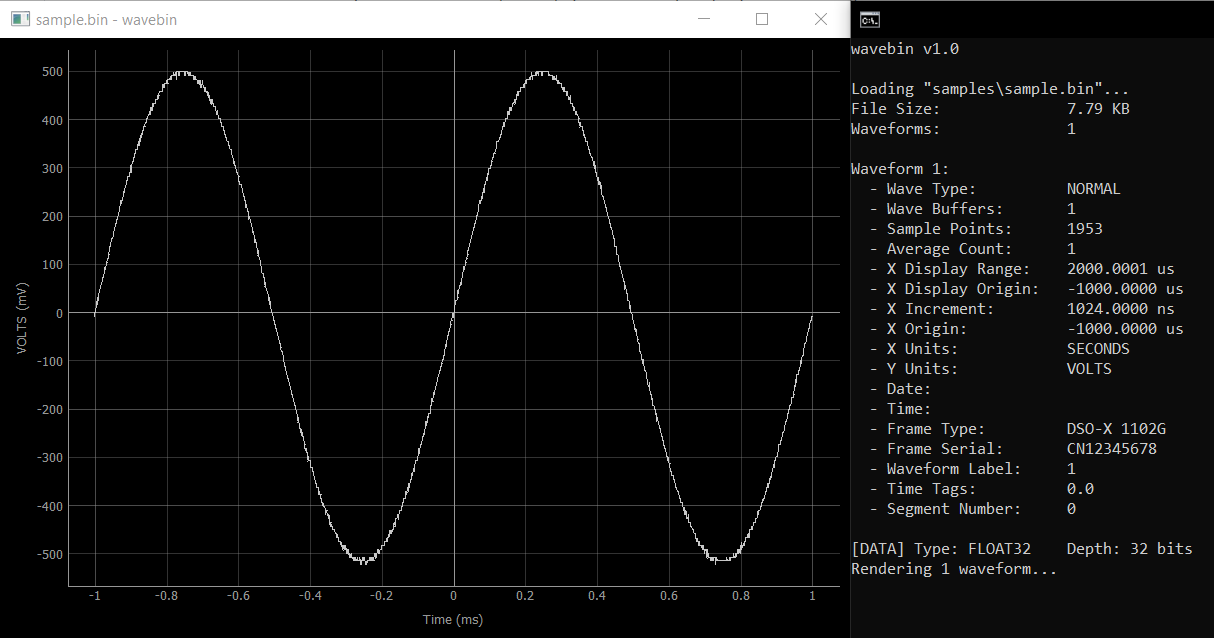 sample.bin - wavebin
500
400
300
200
100
0
-100
-200
-300
-400
-500
VOLTS (mV)
-1 -0.8 -0.6 -0.4 -0.2 0 0.2 0.4 0.6 0.8 1
Time (ms)
C:\.
wavebin v1.0
Loading "samples\sample.bin"...
File Size: 7.79 KB
Waveforms: 1
Waveform 1:
- Wave Type: NORMAL
- Wave Buffers: 1
- Sample Points: 1953
- Average Count: 1
- X Display Range: 2000.0001 us
- X Display Origin: -1000.0000 us
- X Increment: 1024.0000 ns
- X Origin: -1000.0000 us
- X Units: SECONDS
- Y Units: VOLTS
- Date:
- Time:
- Frame Type: DSO-X 1102G
- Frame Serial: CN12345678
- Waveform Label: 1
- Time Tags: 0.0
- Segment Number: 0
[DATA] Type: FLOAT32 Depth: 32 bits
Rendering 1 waveform...